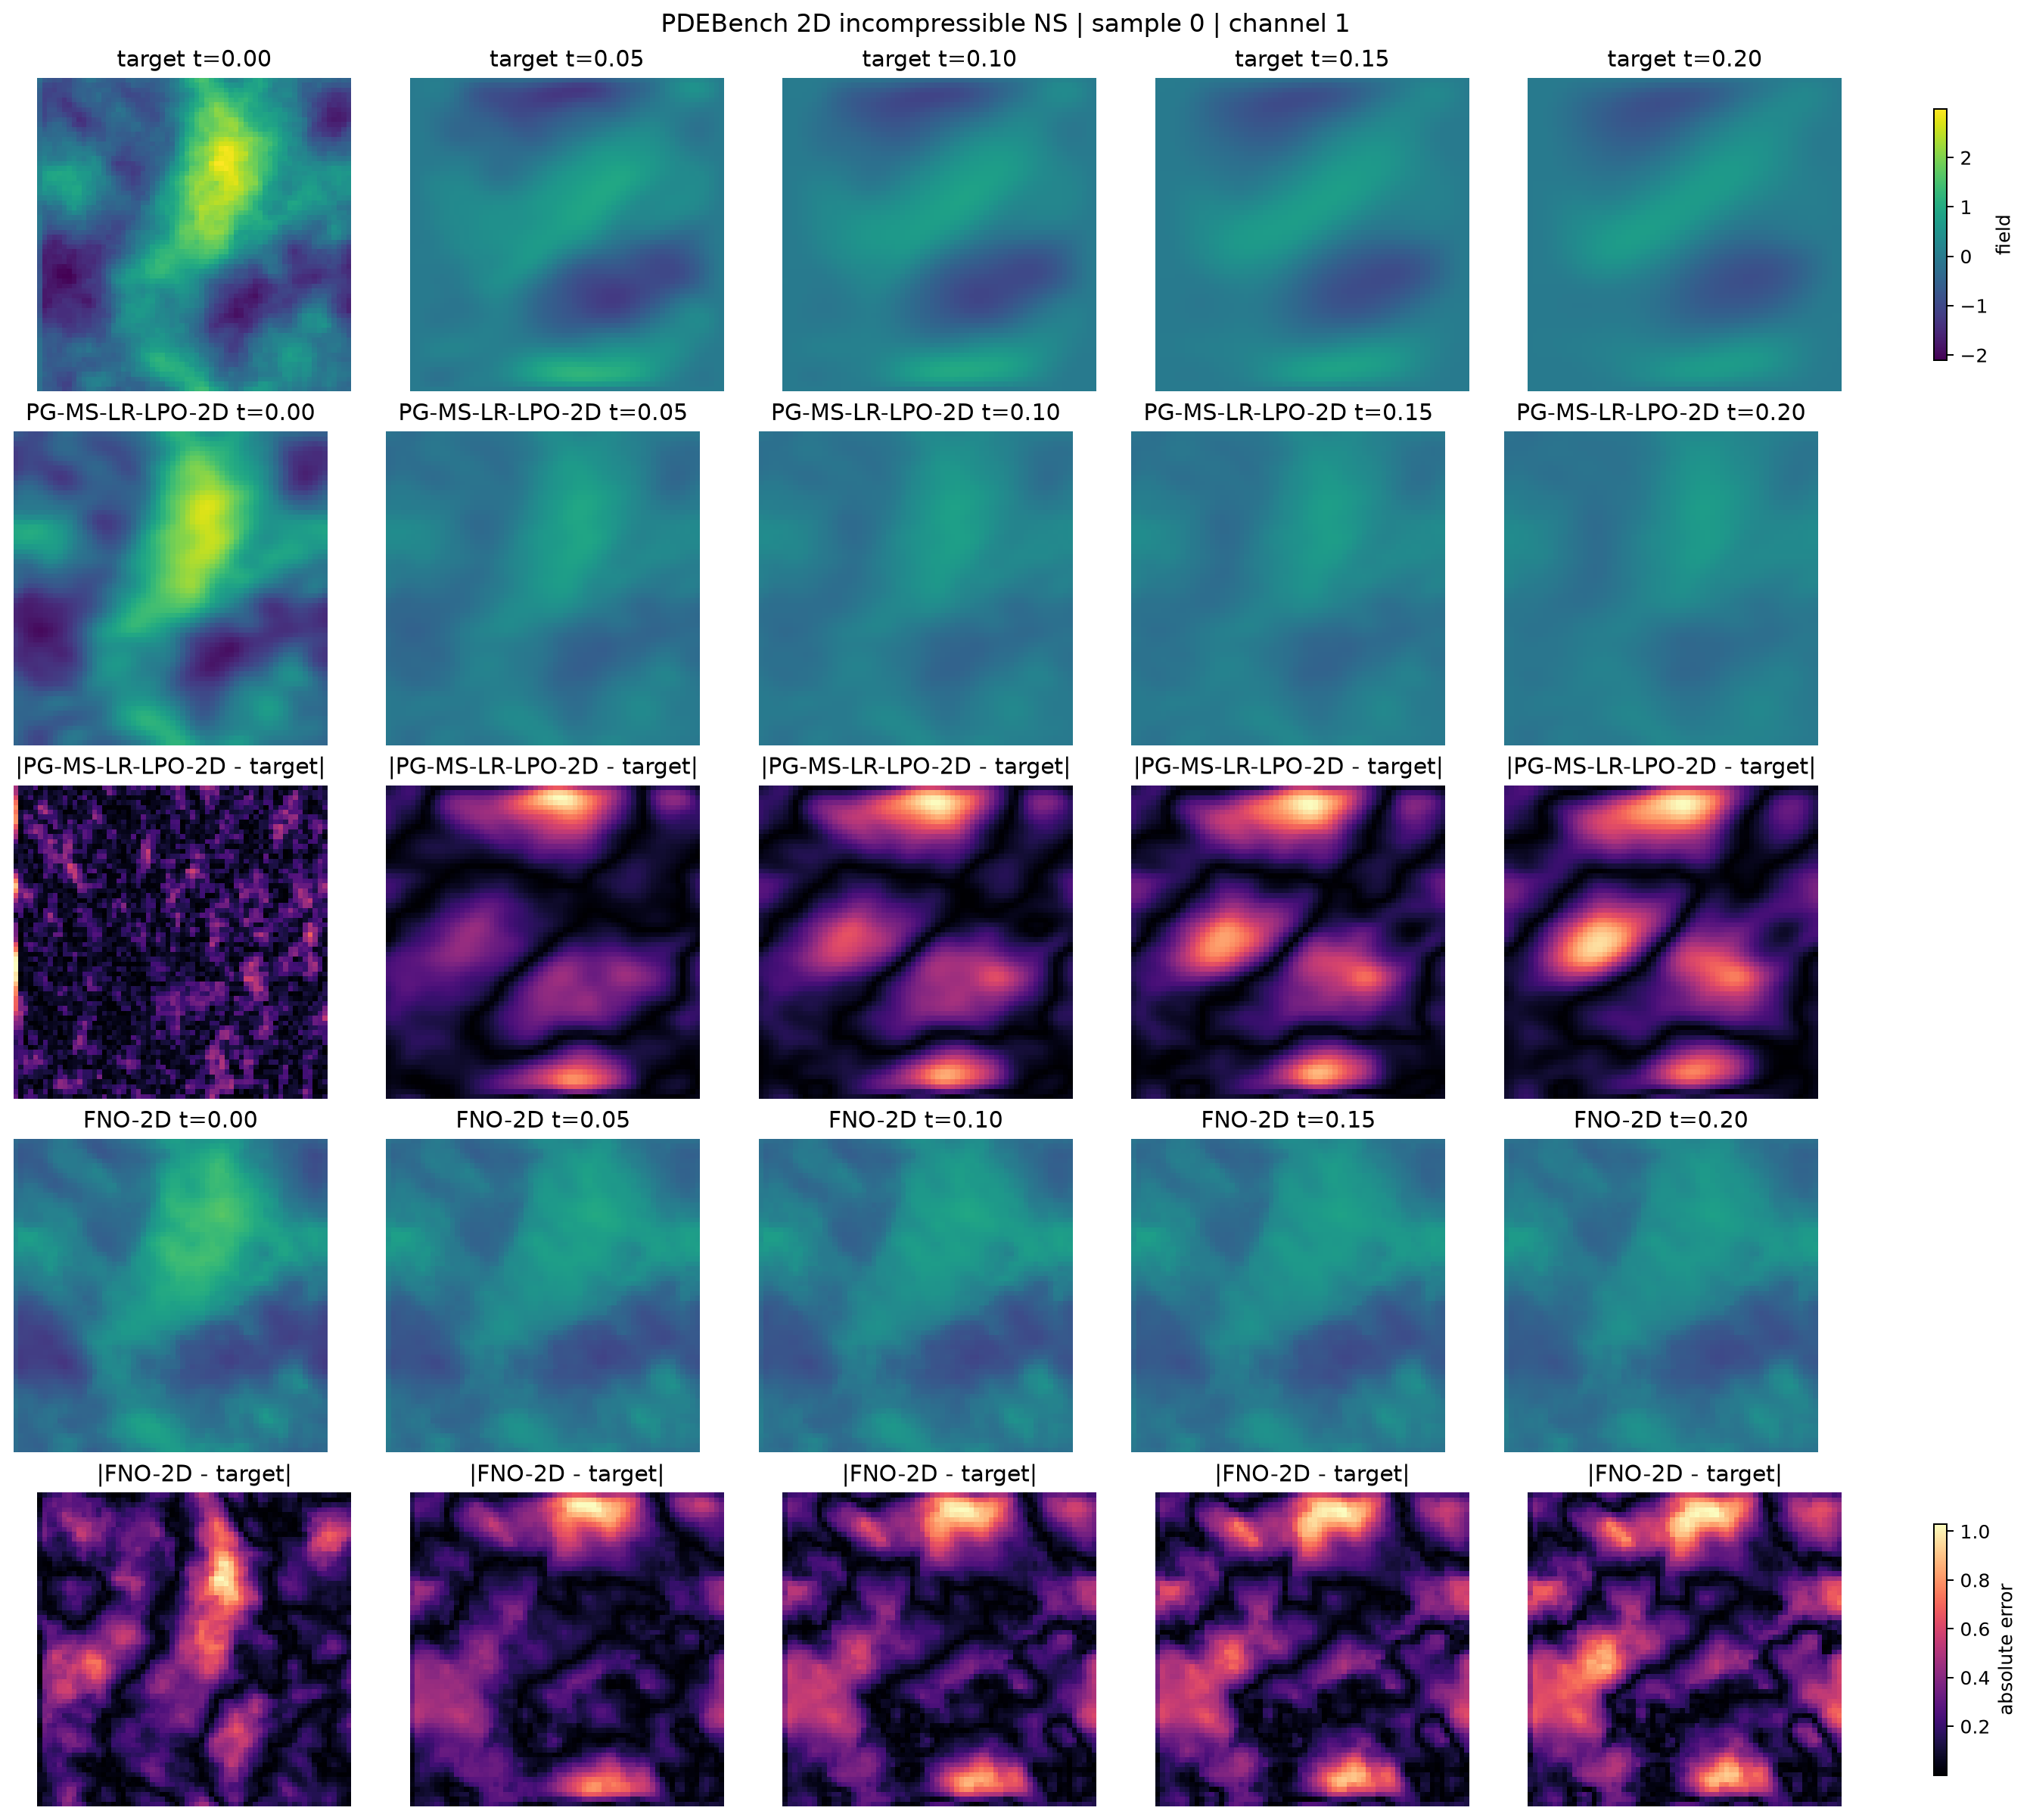 PDEBench 2D incompressible NS | sample 0 | channel 1
target t=0.00
target t=0.05
target t=0.10
target t=0.15
target t=0.20
2
1
0
−1
−2
field
PG-MS-LR-LPO-2D t=0.00
PG-MS-LR-LPO-2D t=0.05
PG-MS-LR-LPO-2D t=0.10
PG-MS-LR-LPO-2D t=0.15
PG-MS-LR-LPO-2D t=0.20
|PG-MS-LR-LPO-2D - target|
|PG-MS-LR-LPO-2D - target|
|PG-MS-LR-LPO-2D - target|
|PG-MS-LR-LPO-2D - target|
|PG-MS-LR-LPO-2D - target|
FNO-2D t=0.00
FNO-2D t=0.05
FNO-2D t=0.10
FNO-2D t=0.15
FNO-2D t=0.20
|FNO-2D - target|
|FNO-2D - target|
|FNO-2D - target|
|FNO-2D - target|
|FNO-2D - target|
1.0
0.8
0.6
0.4
0.2
absolute error